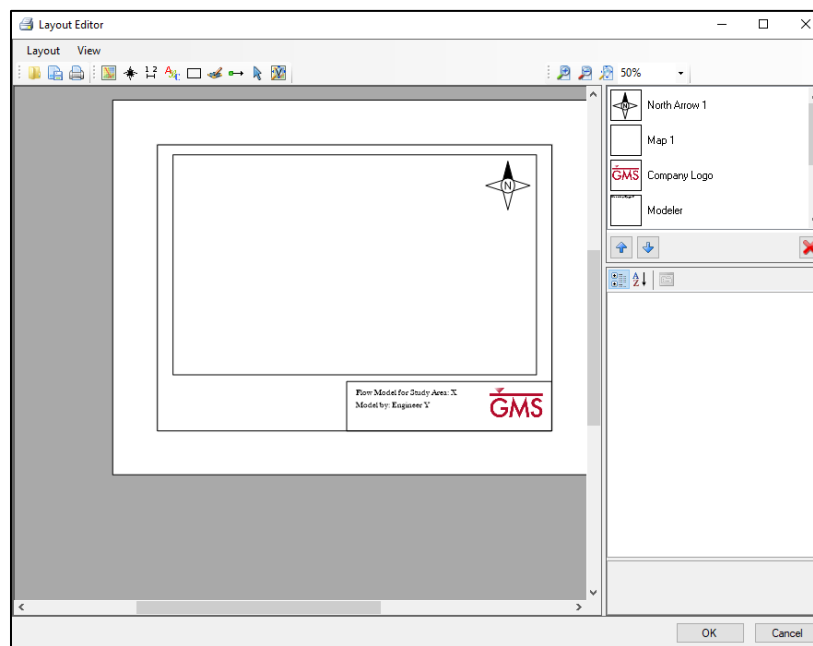 Layout Editor
Layout View
50%
North Arrow 1
Map 1
GMS Company Logo
Modeler
N
Flow Model for Study Area: X
Model by: Engineer Y
GMS
OK Cancel